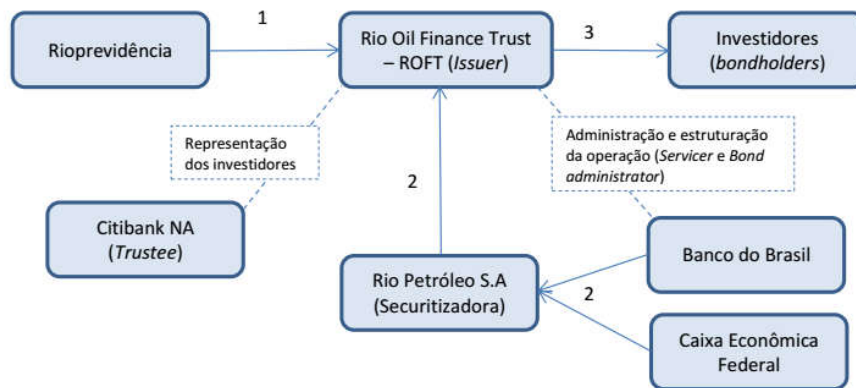 Rioprevidência
1
Rio Oil Finance Trust
– ROFT (Issuer)
3
Investidores
(bondholders)
Representação
dos investidores
Administração e estruturação
da operação (Servicer e Bond
administrator)
2
Citibank NA
(Trustee)
Rio Petróleo S.A
(Securitizadora)
Banco do Brasil
2
Caixa Econômica
Federal